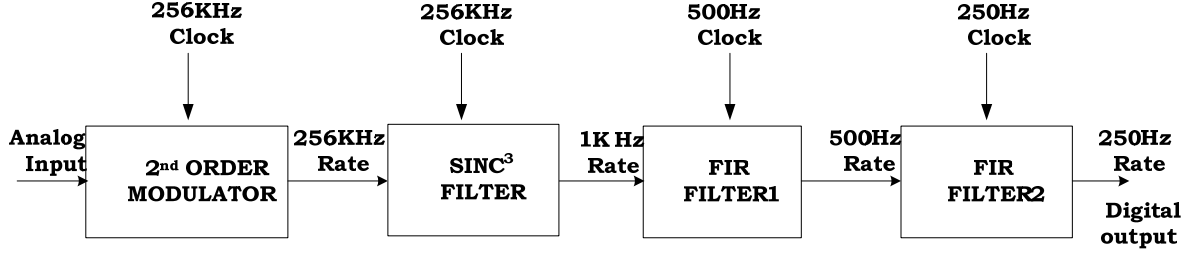 256KHz
Clock
256KHz
Clock
500Hz
Clock
250Hz
Clock
Analog
Input
2nd ORDER
MODULATOR
256KHz
Rate
SINC3
FILTER
1K Hz
Rate
FIR
FILTER1
500Hz
Rate
FIR
FILTER2
250Hz
Rate
Digital
output